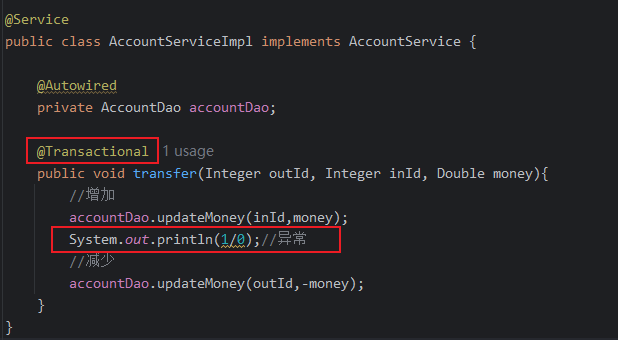 @Service
public class AccountServiceImpl implements AccountService {
@Autowired
private AccountDao accountDao;
@Transactional 1 usage
public void transfer(Integer outId, Integer inId, Double money){
//增加
accountDao.updateMoney(inId,money);
System.out.println(1/0);//异常
//减少
accountDao.updateMoney(outId,-money);
}
}